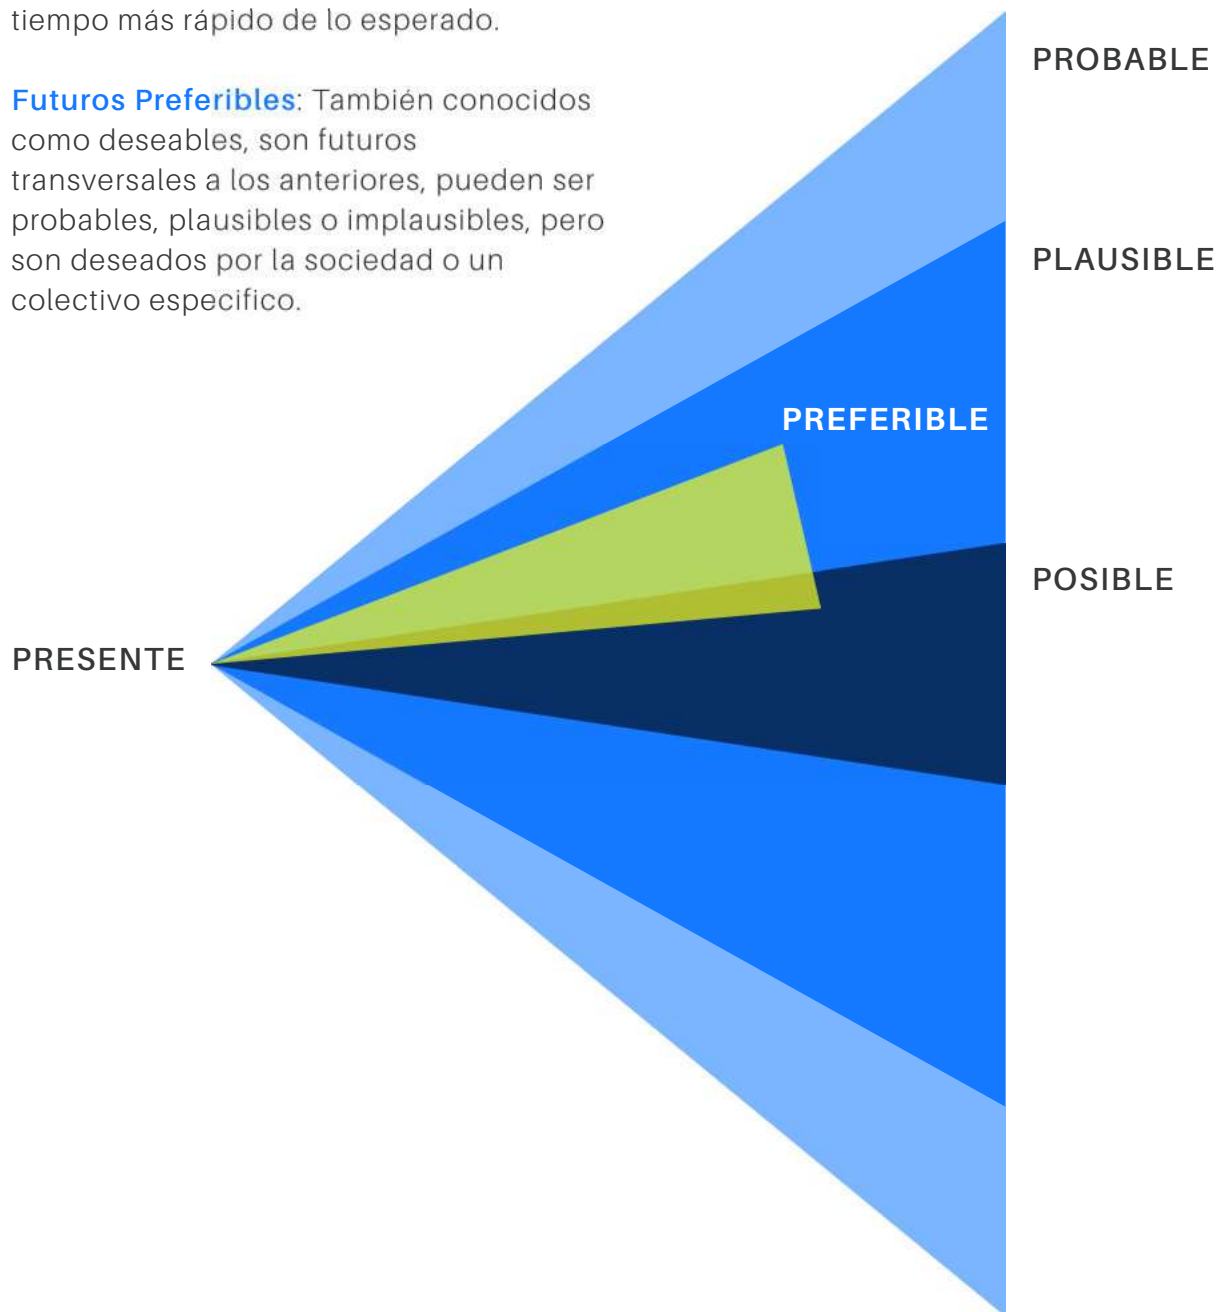 tiempo más rápido de lo esperado.
Futuros Preferibles: También conocidos
como deseables, son futuros
transversales a los anteriores, pueden ser
probables, plausibles o implausibles, pero
son deseados por la sociedad o un
colectivo especifico.
PROBABLE
PLAUSIBLE
PREFERIBLE
POSIBLE
PRESENTE